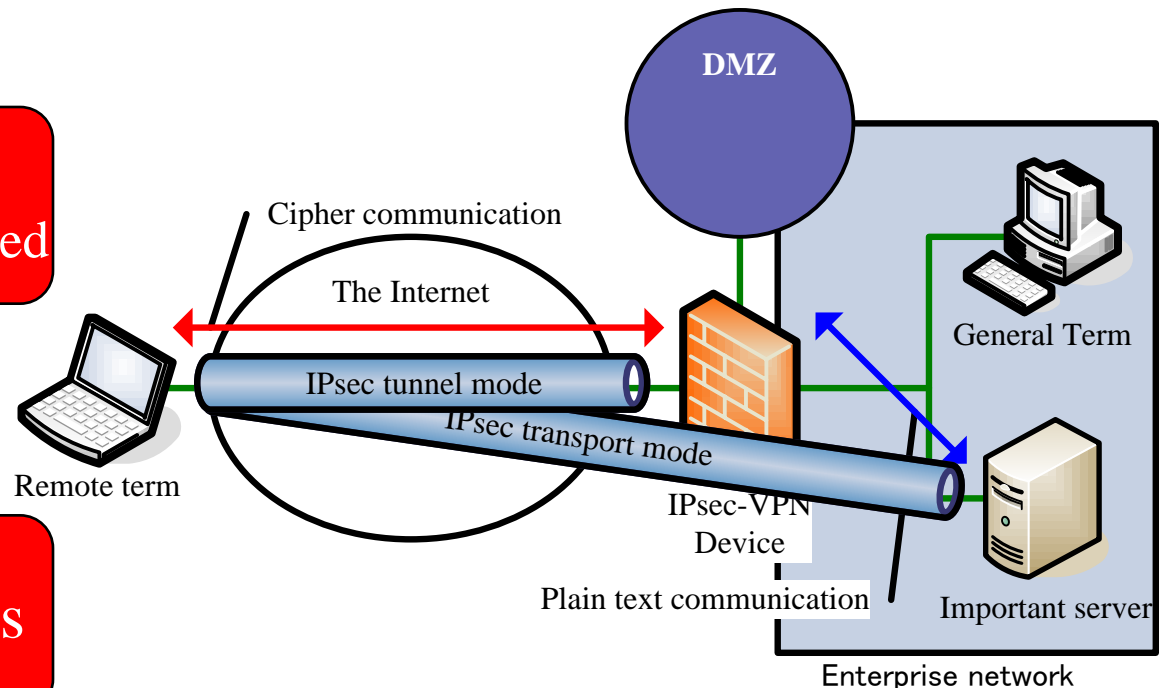 DMZ
Cipher communication
ed
The Internet
General Term
IPsec tunnel mode
IPsec transport mode
Remote term
IPsec-VPN
Device
s
Plain text communication
Important server
Enterprise network